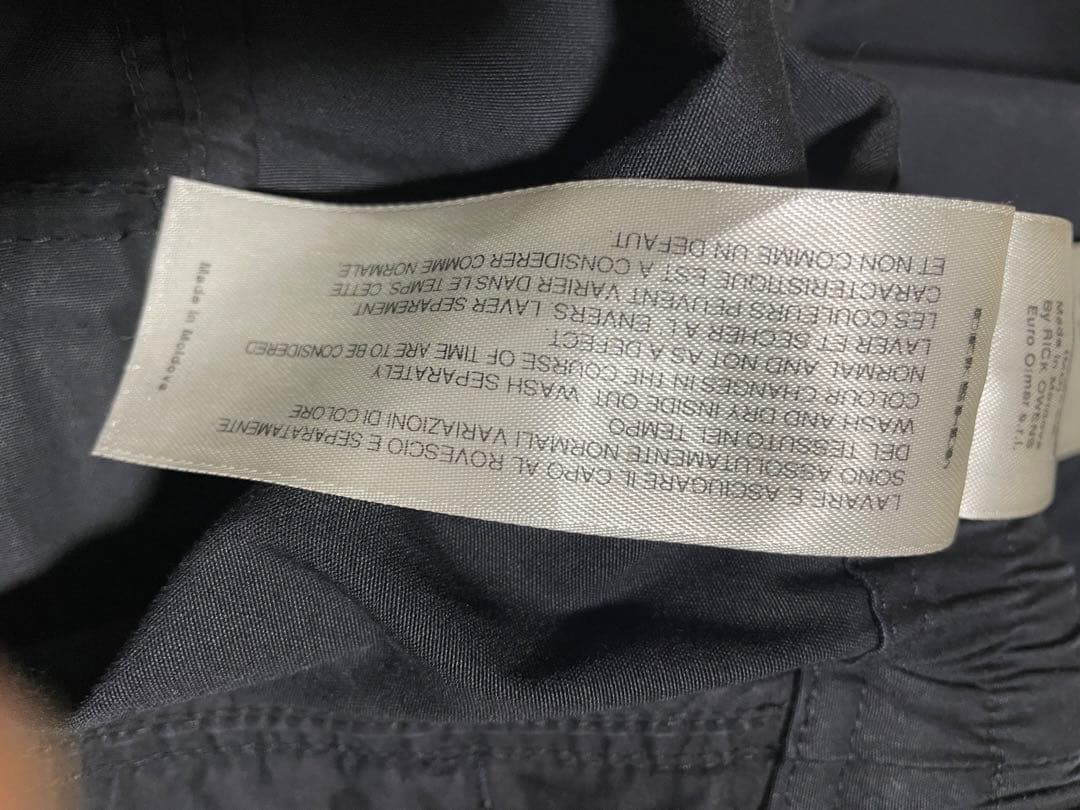 LAVARE E ASCIUGARE IL CAPO AL ROVESCIO E SEPARATAMENTE
SONO ASSOLUTAMENTE NORMALI VARIAZIONI DI COLORE
DEL TESSUTO NEL TEMPO
WASH AND DRY INSIDE OUT. WASH SEPARATELY
COLOUR CHANGES IN THE COURSE OF TIME ARE TO BE CONSIDERED
NORMAL AND NOT AS A DEFECT.
LAVER ET SECHER A L'ENVERS. LAVER SEPAREMENT
LES COULEURS PEUVENT VARIER DANS LE TEMPS. CETTE
CARACTERISTIQUE EST A CONSIDERER COMME NORMALE
ET NON COMME UN DEFAUT.
Made in Moldova
Made in Moldova
By RICK OWENS
Euro Oimar s.r.l.